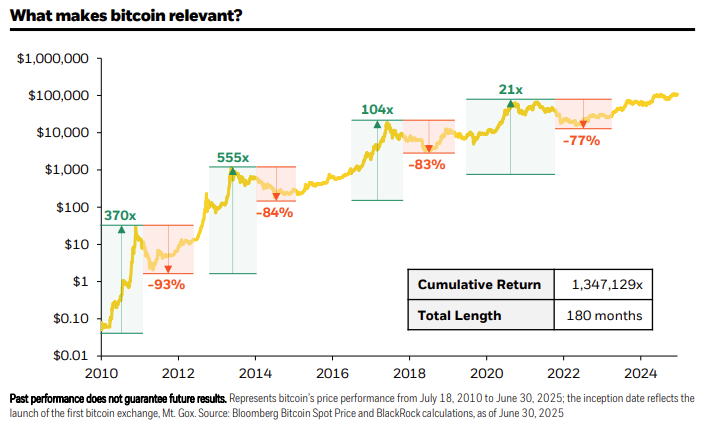 What makes bitcoin relevant?
$1,000,000
$100,000
$10,000
$1,000
$100
$10
$1
$0.10
$0.01
370x
-93%
555x
-84%
104x
-83%
21x
-77%
Cumulative Return 1,347,129x
Total Length 180 months
2010 2012 2014 2016 2018 2020 2022 2024
Past performance does not guarantee future results. Represents bitcoin's price performance from July 18, 2010 to June 30, 2025; the inception date reflects the
launch of the first bitcoin exchange, Mt. Gox. Source: Bloomberg Bitcoin Spot Price and BlackRock calculations, as of June 30, 2025